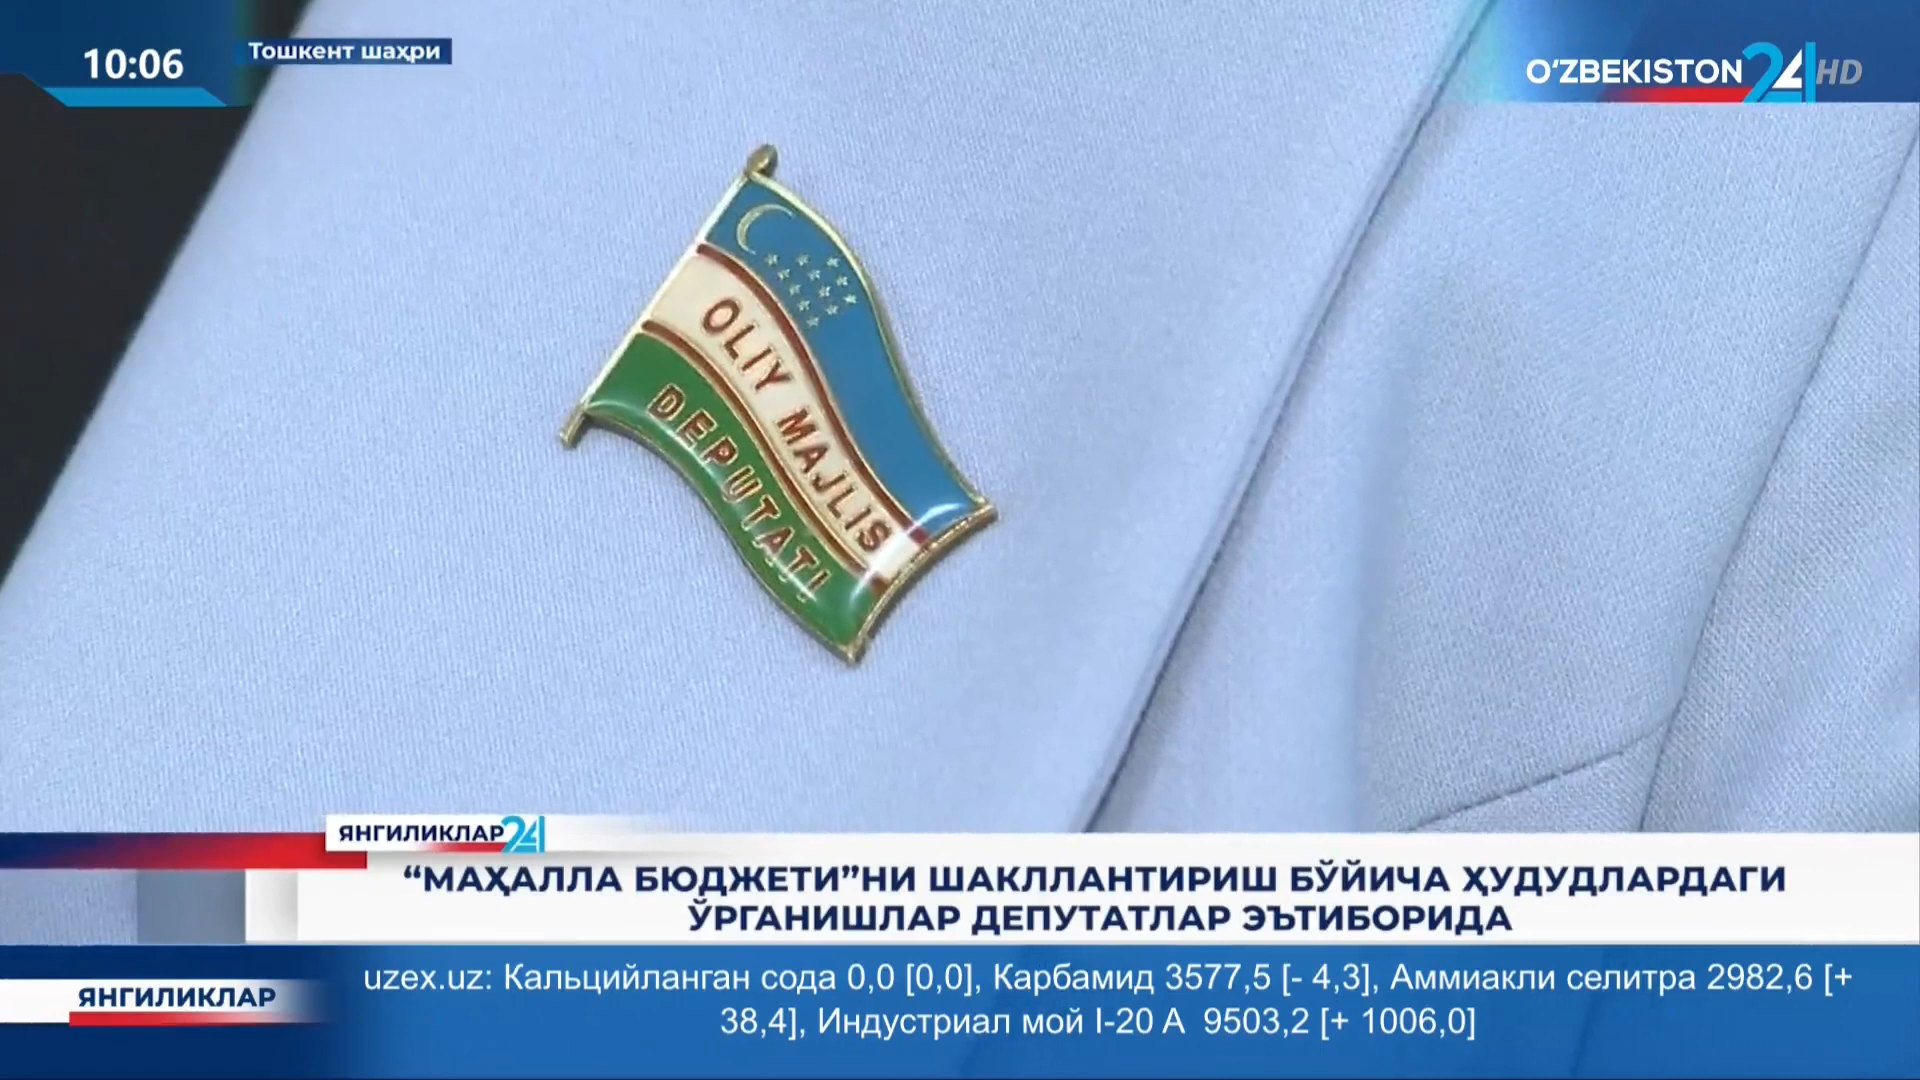 10:06
Тошкент шаҳри
O‘ZBEKISTON 24 HD
OLIY MAJLIS
DEPUTATI
ЯНГИЛИКЛАР 24
“МАҲАЛЛА БЮДЖЕТИ”НИ ШАКЛЛАНТИРИШ БЎЙИЧА ҲУДУДЛАРДАГИ
ЎРГАНИШЛАР ДЕПУТАТЛАР ЭЪТИБОРИДА
ЯНГИЛИКЛАР
uzex.uz: Кальцийланган сода 0,0 [0,0], Карбамид 3577,5 [- 4,3], Аммиакли селитра 2982,6 [+
38,4], Индустриал мой I-20 A  9503,2 [+ 1006,0]